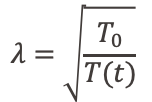 λ = √(T₀ / T(t))